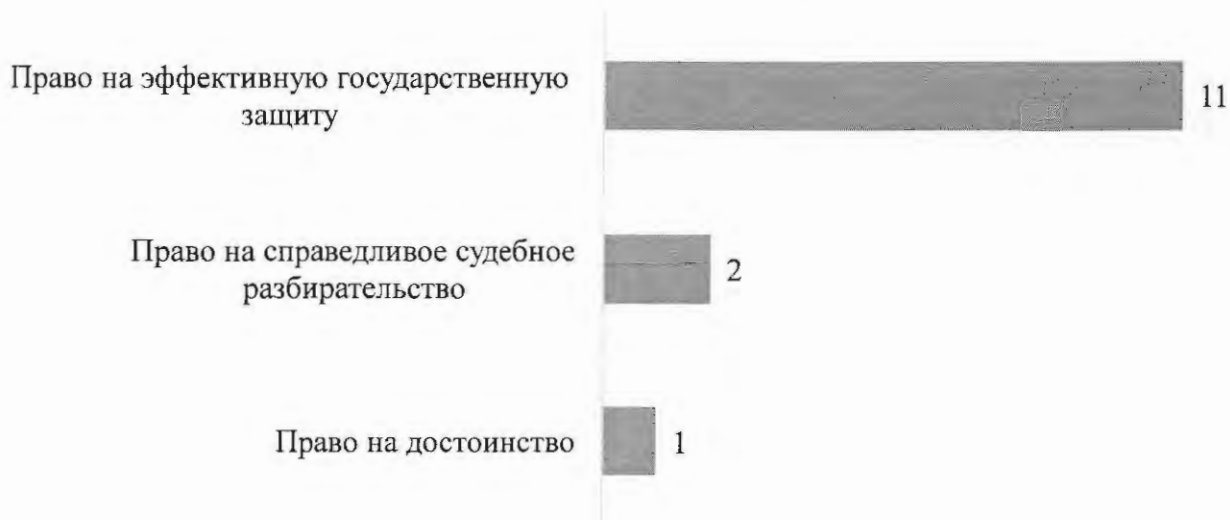 Право на эффективную государственную
защиту
11
Право на справедливое судебное
разбирательство
2
Право на достоинство
1